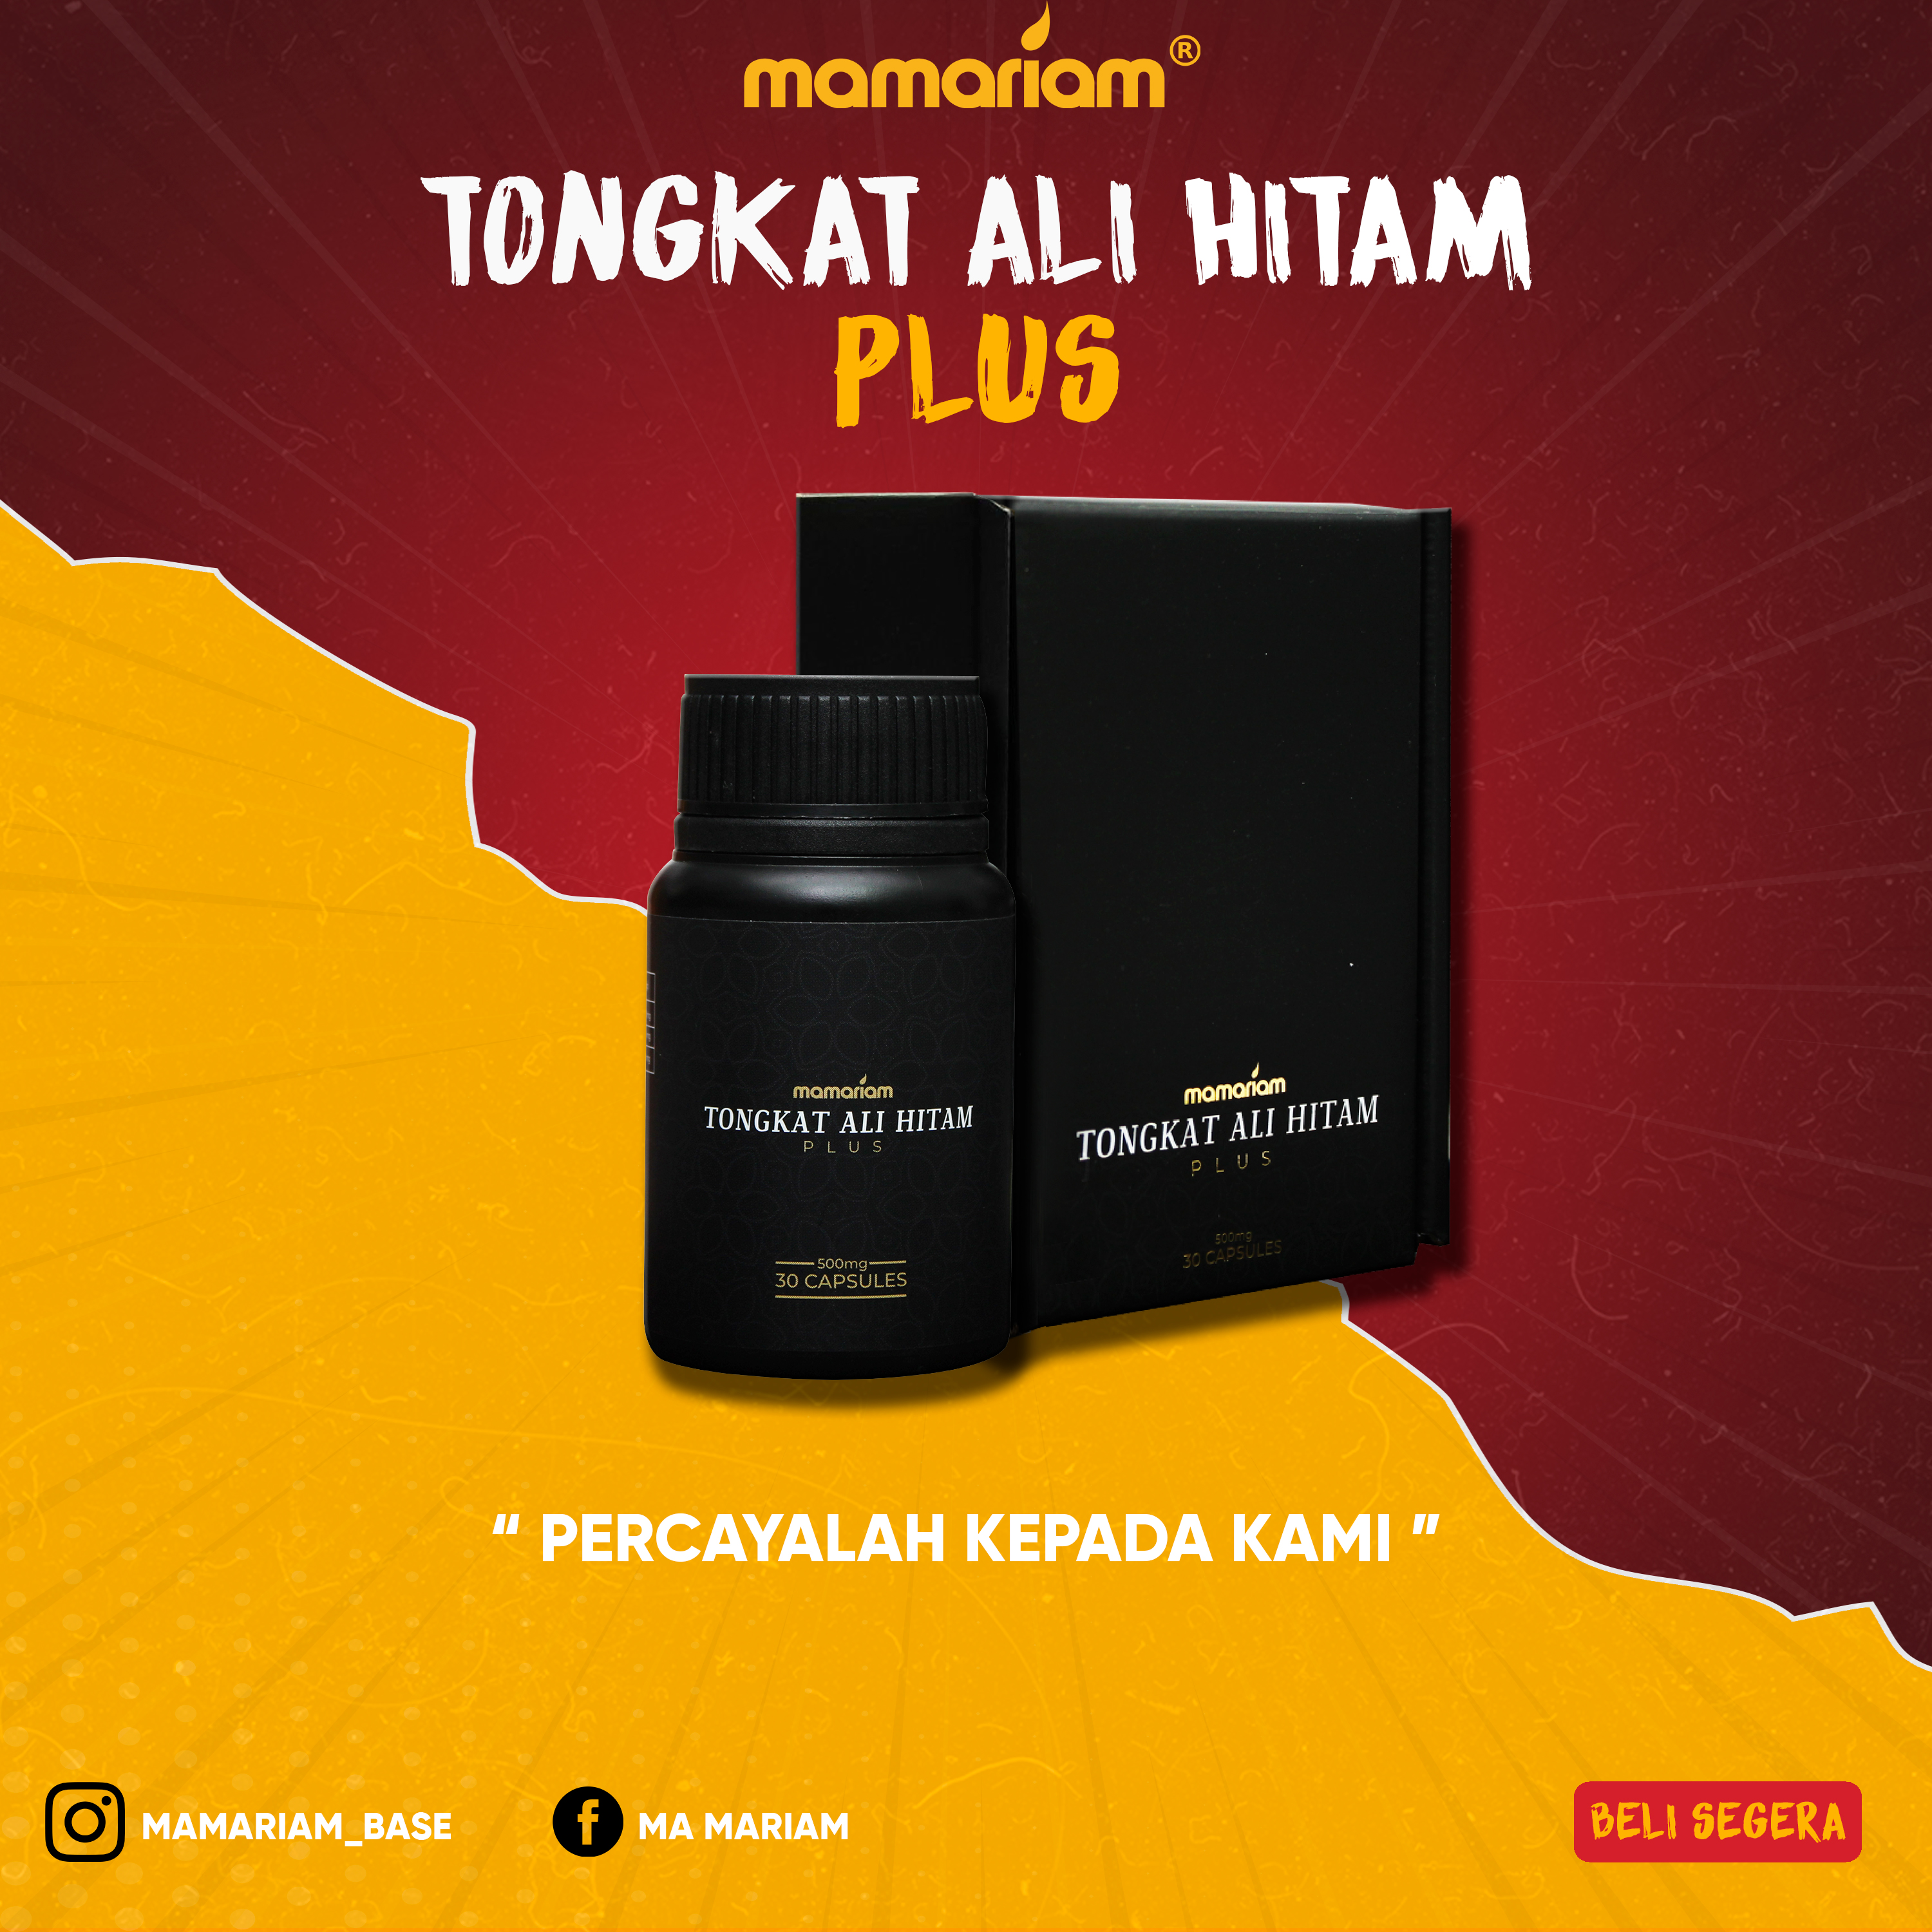 mamariam®
TONGKAT ALI HITAM
PLUS
mamariam
TONGKAT ALI HITAM
PLUS
500mg
30 CAPSULES
mamariam
TONGKAT ALI HITAM
PLUS
500mg
30 CAPSULES
“ PERCAYALAH KEPADA KAMI ”
MAMARIAM_BASE
MA MARIAM
BELI SEGERA